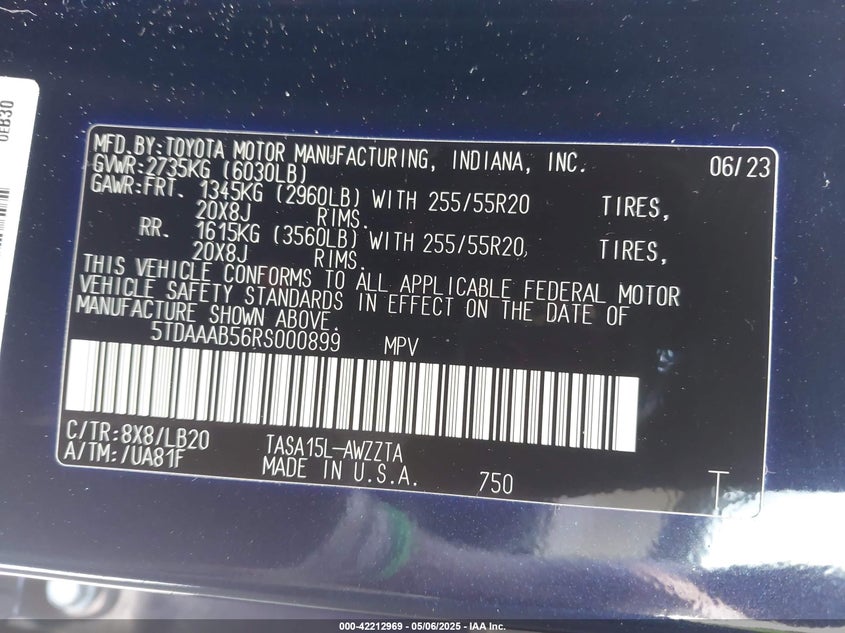 0EB30
MFD.BY:TOYOTA MOTOR MANUFACTURING, INDIANA, INC. 06/23
GVWR:2735KG (6030LB)
GAWR:FRT. 1345KG (2960LB) WITH 255/55R20 TIRES,
20X8J RIMS.
RR. 1615KG (3560LB) WITH 255/55R20, TIRES,
20X8J RIMS.
THIS VEHICLE CONFORMS TO ALL APPLICABLE FEDERAL MOTOR
VEHICLE SAFETY STANDARDS IN EFFECT ON THE DATE OF
MANUFACTURE SHOWN ABOVE.
5TDAAAB56RS000899 MPV
C/TR:8X8/LB20 TASA15L-AWZZTA
A/TM:/UA81F MADE IN U.S.A. 750
000-42212969 - 05/06/2025 - IAA Inc.